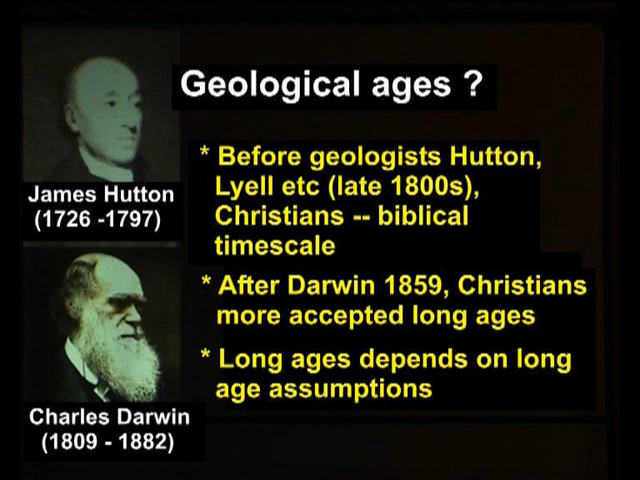 Geological ages ?
James Hutton
(1726 -1797)
* Before geologists Hutton,
Lyell etc (late 1800s),
Christians -- biblical
timescale
* After Darwin 1859, Christians
more accepted long ages
* Long ages depends on long
age assumptions
Charles Darwin
(1809 - 1882)